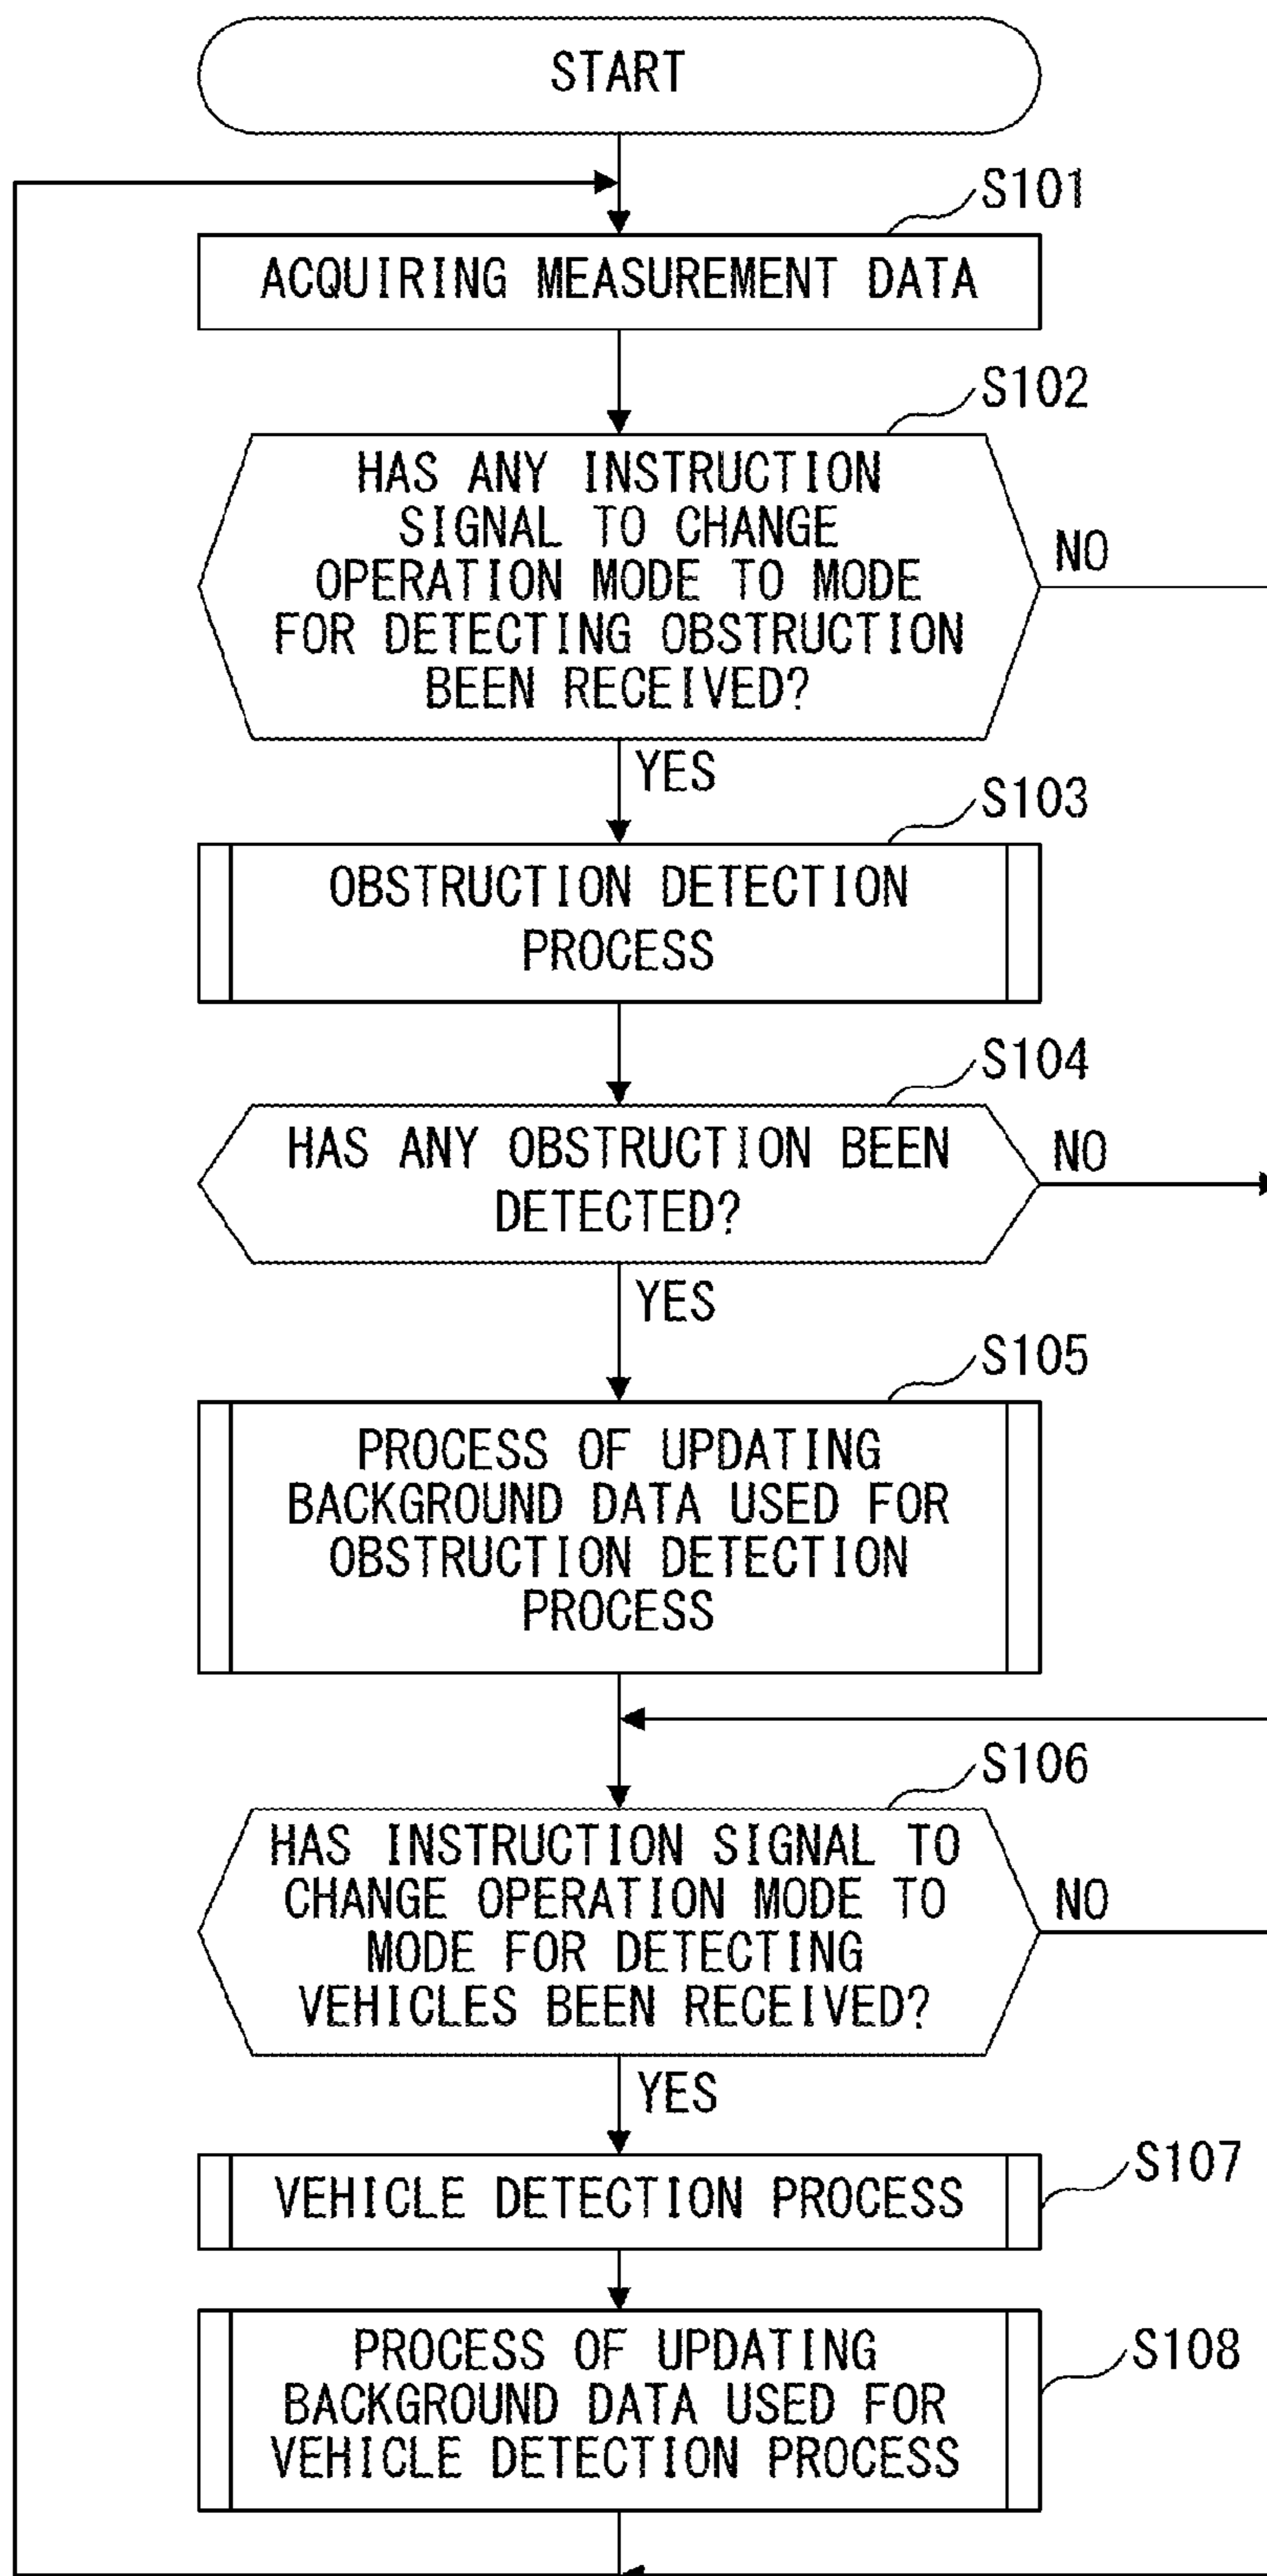 START
S101
ACQUIRING MEASUREMENT DATA
S102
HAS ANY INSTRUCTION
SIGNAL TO CHANGE
OPERATION MODE TO MODE
FOR DETECTING OBSTRUCTION
BEEN RECEIVED?
NO
YES
S103
OBSTRUCTION DETECTION
PROCESS
S104
HAS ANY OBSTRUCTION BEEN
DETECTED?
NO
YES
S105
PROCESS OF UPDATING
BACKGROUND DATA USED FOR
OBSTRUCTION DETECTION
PROCESS
S106
HAS INSTRUCTION SIGNAL TO
CHANGE OPERATION MODE TO
MODE FOR DETECTING
VEHICLES BEEN RECEIVED?
NO
YES
S107
VEHICLE DETECTION PROCESS
S108
PROCESS OF UPDATING
BACKGROUND DATA USED FOR
VEHICLE DETECTION PROCESS